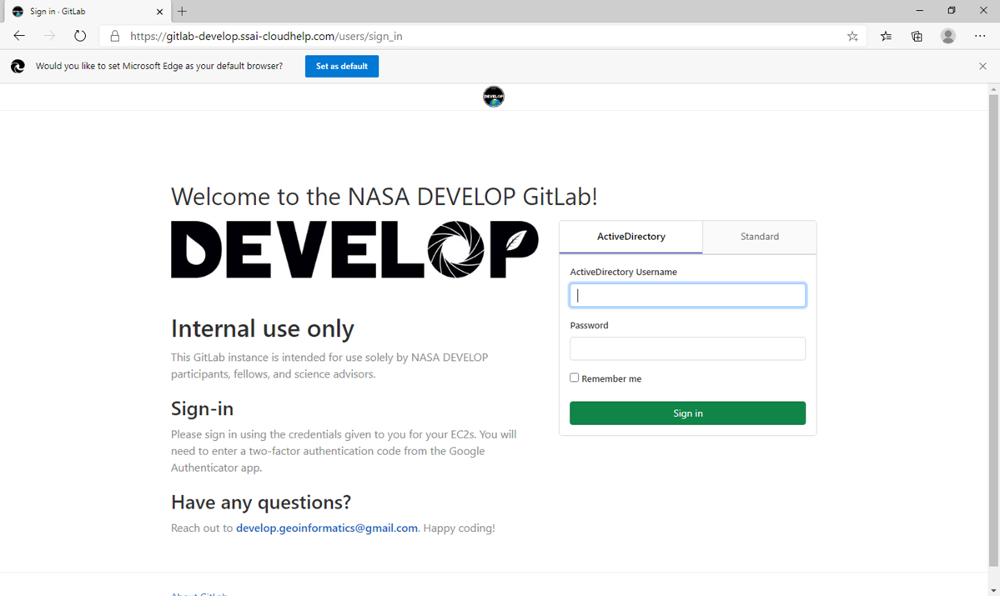 Sign in · GitLab
https://gitlab-develop.ssai-cloudhelp.com/users/sign_in
Would you like to set Microsoft Edge as your default browser?
Set as default
DEVELOP
Welcome to the NASA DEVELOP GitLab!
DEVELOP
ActiveDirectory
Standard
ActiveDirectory Username
Password
Remember me
Sign in
Internal use only
This GitLab instance is intended for use solely by NASA DEVELOP
participants, fellows, and science advisors.
Sign-in
Please sign in using the credentials given to you for your EC2s. You will
need to enter a two-factor authentication code from the Google
Authenticator app.
Have any questions?
Reach out to develop.geoinformatics@gmail.com. Happy coding!
About GitLab